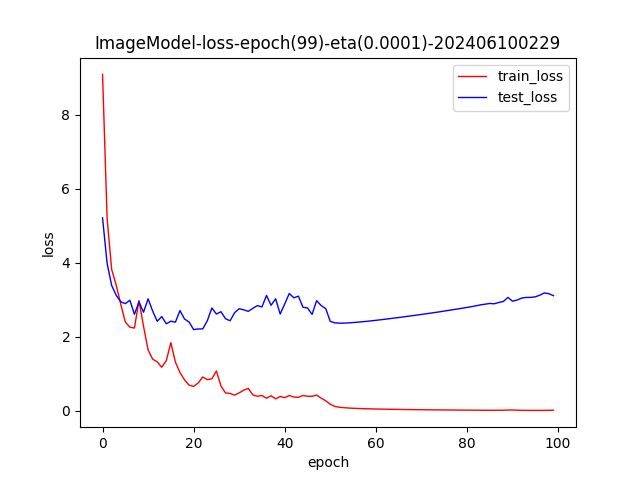 ImageModel-loss-epoch(99)-eta(0.0001)-202406100229
train_loss
test_loss
loss
8
6
4
2
0
0 20 40 60 80 100
epoch